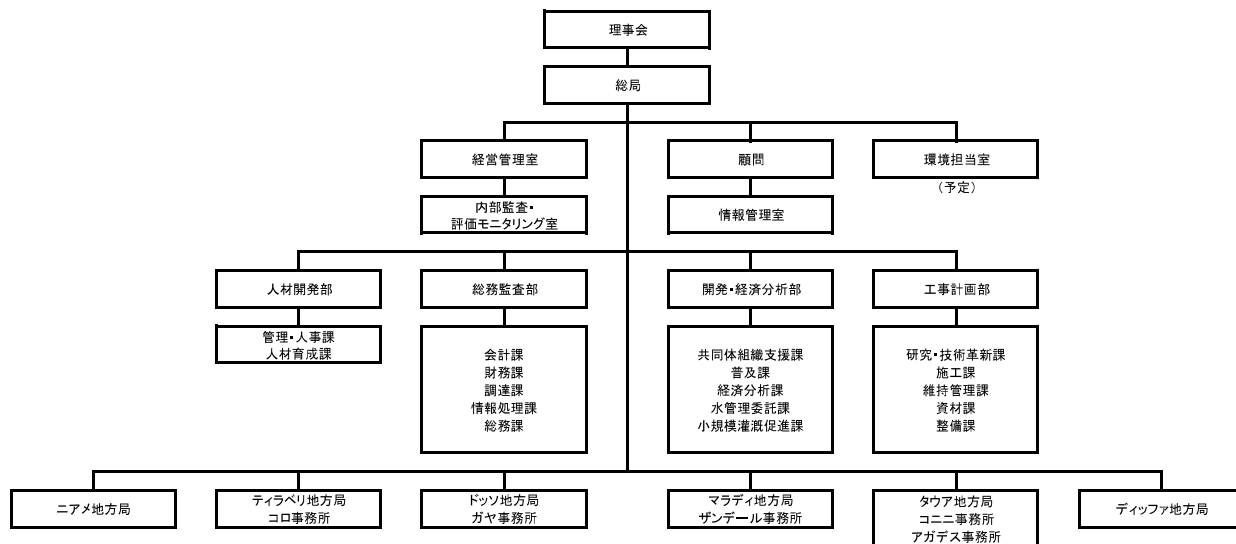 理事会
総局
経営管理室
顧問
環境担当室
(予定)
内部監査・
評価モニタリング室
情報管理室
人材開発部
総務監査部
開発・経済分析部
工事計画部
管理・人事課
人材育成課
会計課
財務課
調達課
情報処理課
総務課
共同体組織支援課
普及課
経済分析課
水管理委託課
小規模灌漑促進課
研究・技術革新課
施工課
維持管理課
資材課
整備課
ニアメ地方局
ティラベリ地方局
コロ事務所
ドッソ地方局
ガヤ事務所
マラディ地方局
ザンデール事務所
タウア地方局
コニニ事務所
アガデス事務所
ディッファ地方局